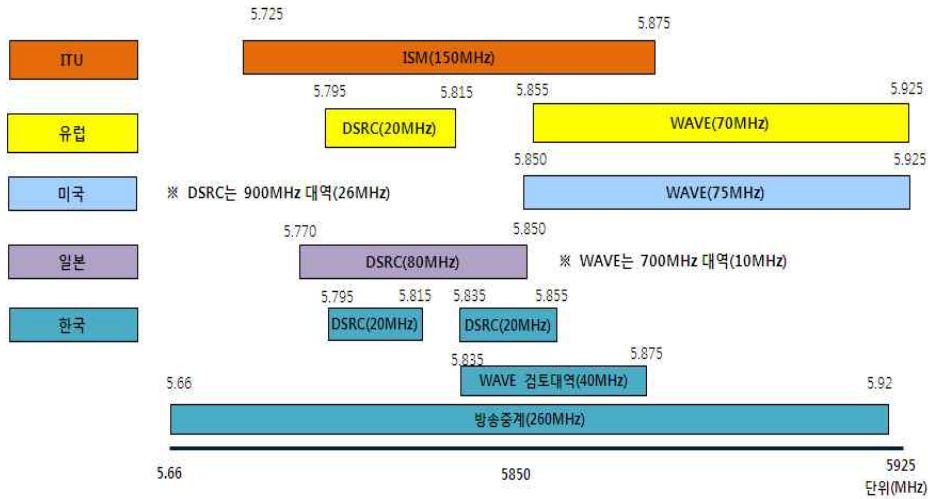 5.725
5.875
ITU
ISM(150MHz)
5.795
5.815
5.855
5.925
유럽
DSRC(20MHz)
WAVE(70MHz)
5.850
5.925
미국
※ DSRC는 900MHz 대역(26MHz)
WAVE(75MHz)
5.770
5.850
일본
DSRC(80MHz)
※ WAVE는 700MHz 대역(10MHz)
5.795
5.815
5.835
5.855
한국
DSRC(20MHz)
DSRC(20MHz)
5.835
5.875
WAVE 검토대역(40MHz)
5.66
5.92
방송중계(260MHz)
5.66
5850
5925
단위(MHz)